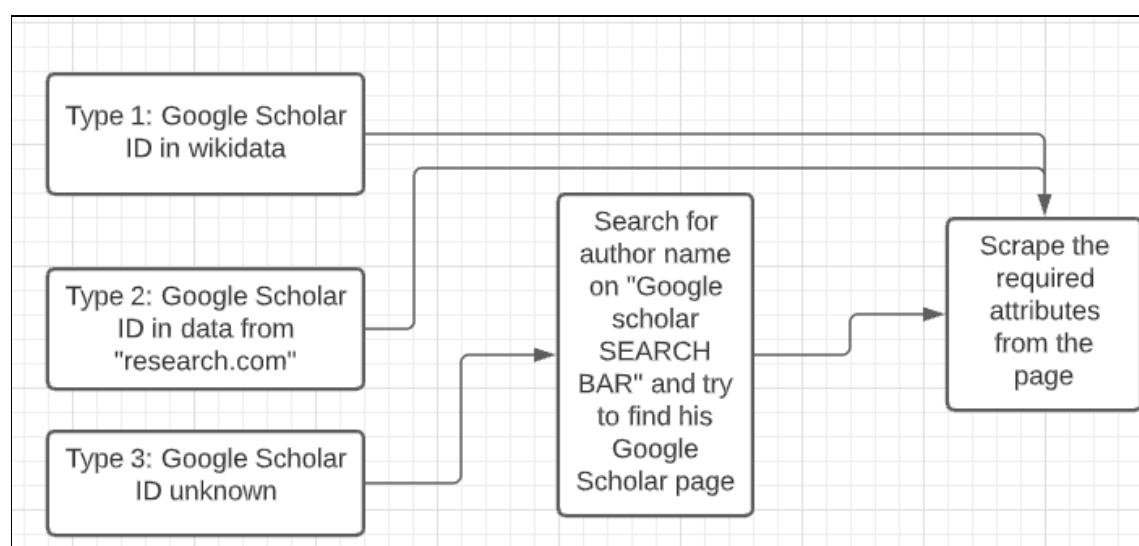 Type 1: Google Scholar
ID in wikidata
Type 2: Google Scholar
ID in data from
"research.com"
Type 3: Google Scholar
ID unknown
Search for
author name
on "Google
scholar
SEARCH
BAR" and try
to find his
Google
Scholar page
Scrape the
required
attributes
from the
page